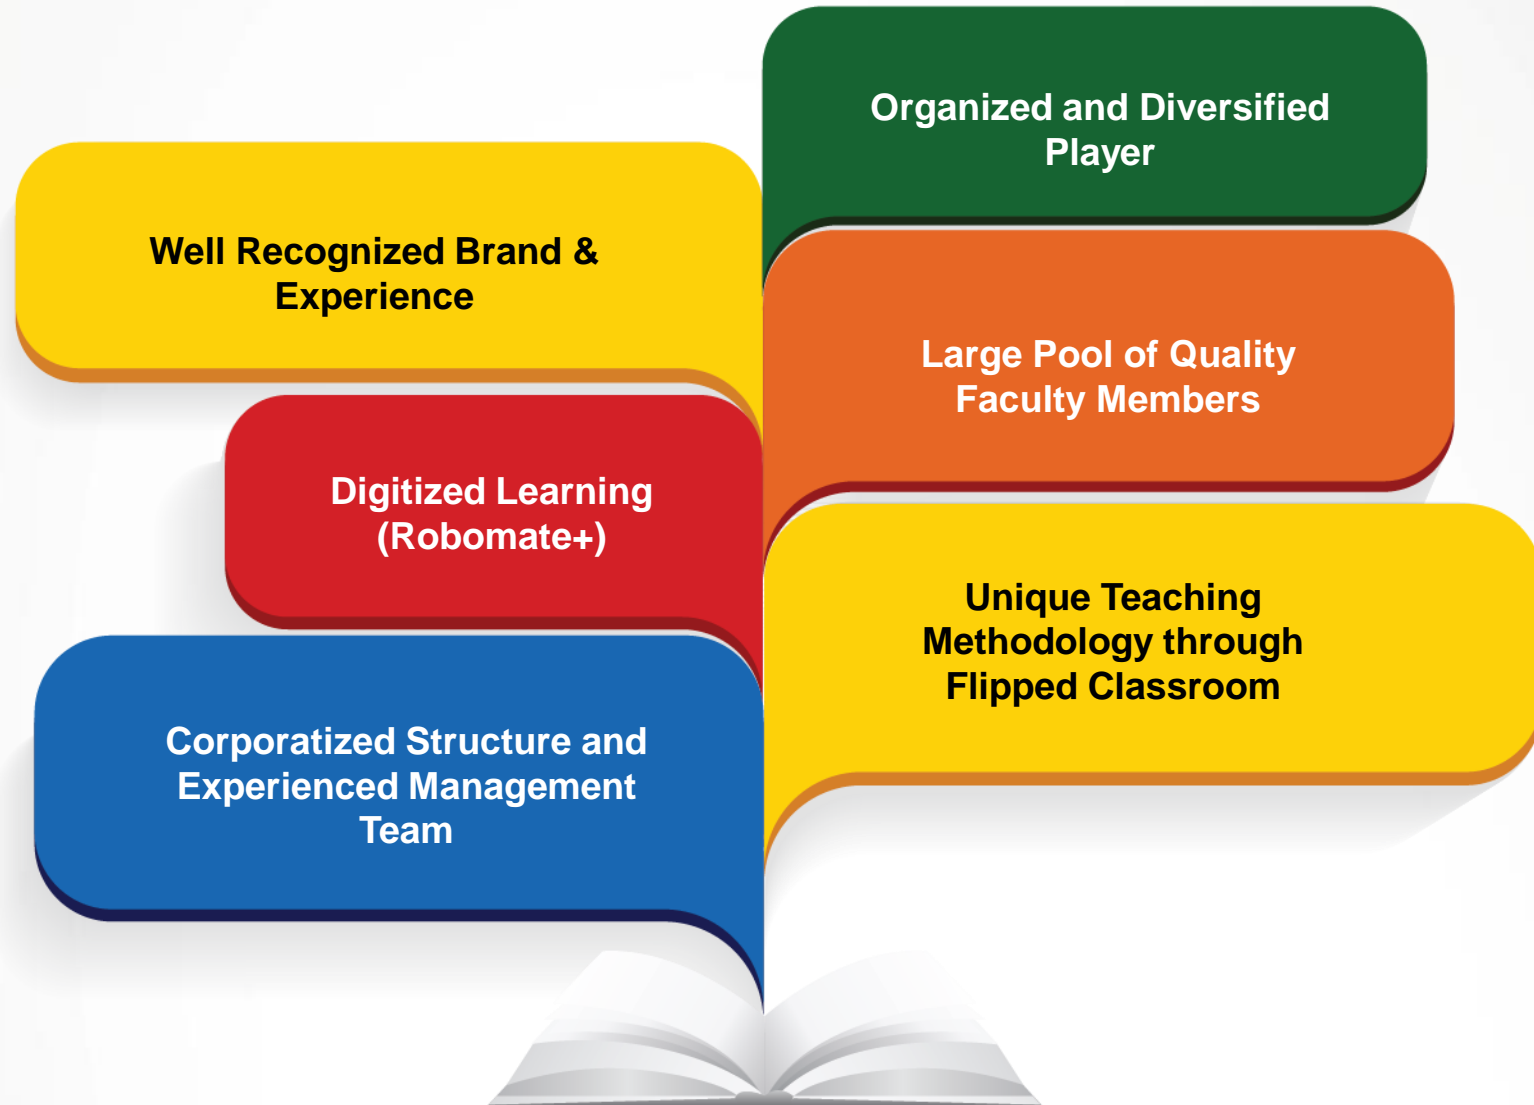 Organized and Diversified
Player
Well Recognized Brand &
Experience
Large Pool of Quality
Faculty Members
Digitized Learning
(Robomate+)
Unique Teaching
Methodology through
Flipped Classroom
Corporatized Structure and
Experienced Management
Team